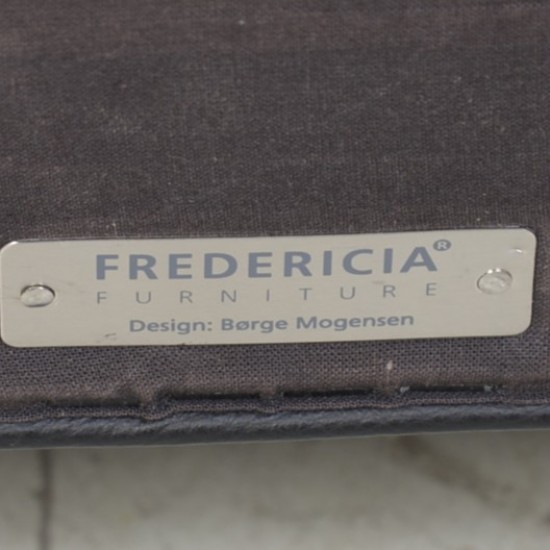 FREDERICIA®
FURNITURE
Design: Børge Mogensen